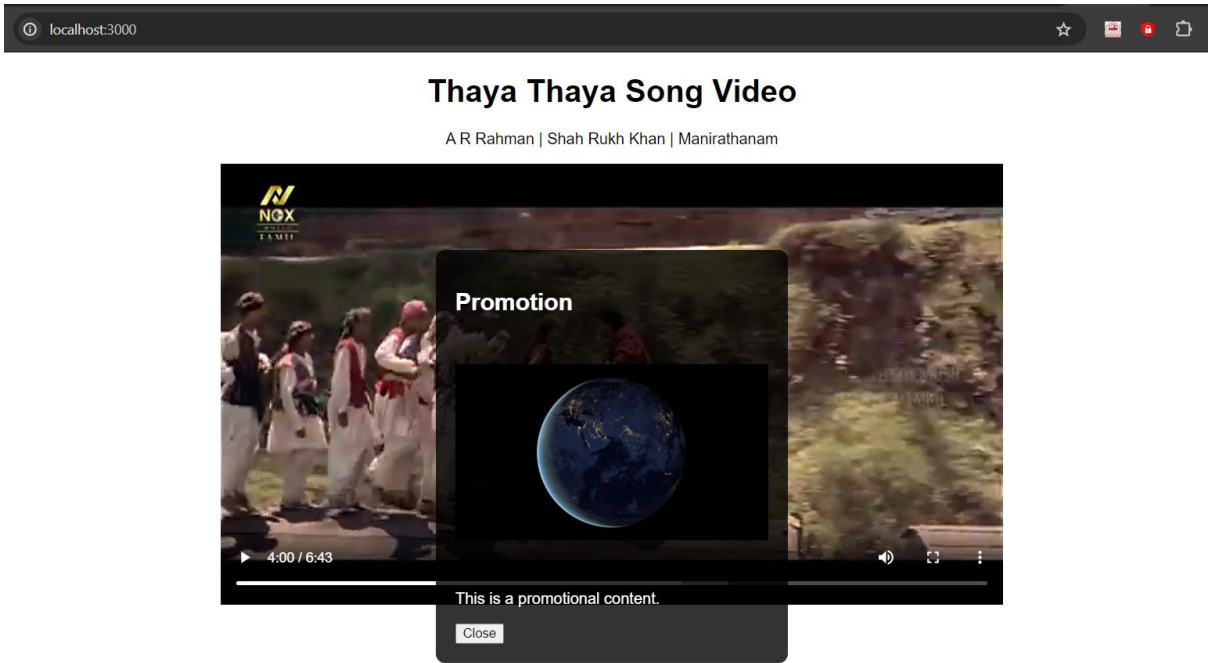 localhost:3000
Thaya Thaya Song Video
A R Rahman | Shah Rukh Khan | Manirathanam
NOX
TAMIL
Promotion
4:00 / 6:43
This is a promotional content.
Close